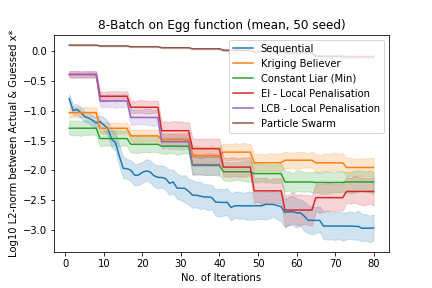 8-Batch on Egg function (mean, 50 seed)
Log10 L2-norm between Actual & Guessed x*
0.0
−0.5
−1.0
−1.5
−2.0
−2.5
−3.0
Sequential
Kriging Believer
Constant Liar (Min)
EI - Local Penalisation
LCB - Local Penalisation
Particle Swarm
0 10 20 30 40 50 60 70 80
No. of Iterations